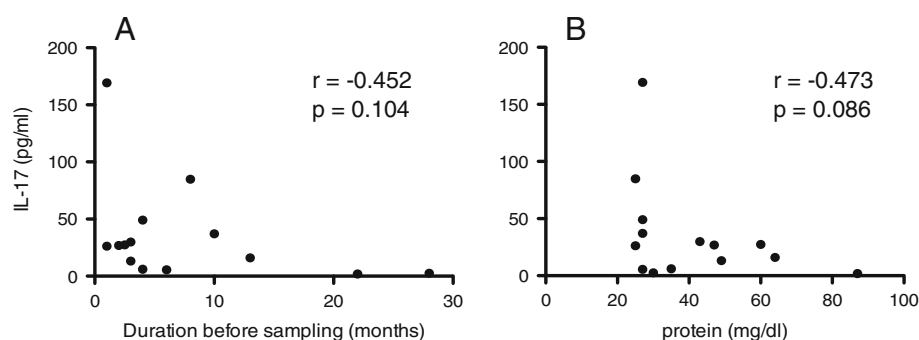 A
200
150
100
50
0
IL-17 (pg/ml)
r = -0.452
p = 0.104
0
10
20
30
Duration before sampling (months)
B
200
150
100
50
0
r = -0.473
p = 0.086
0
20
40
60
80
100
protein (mg/dl)